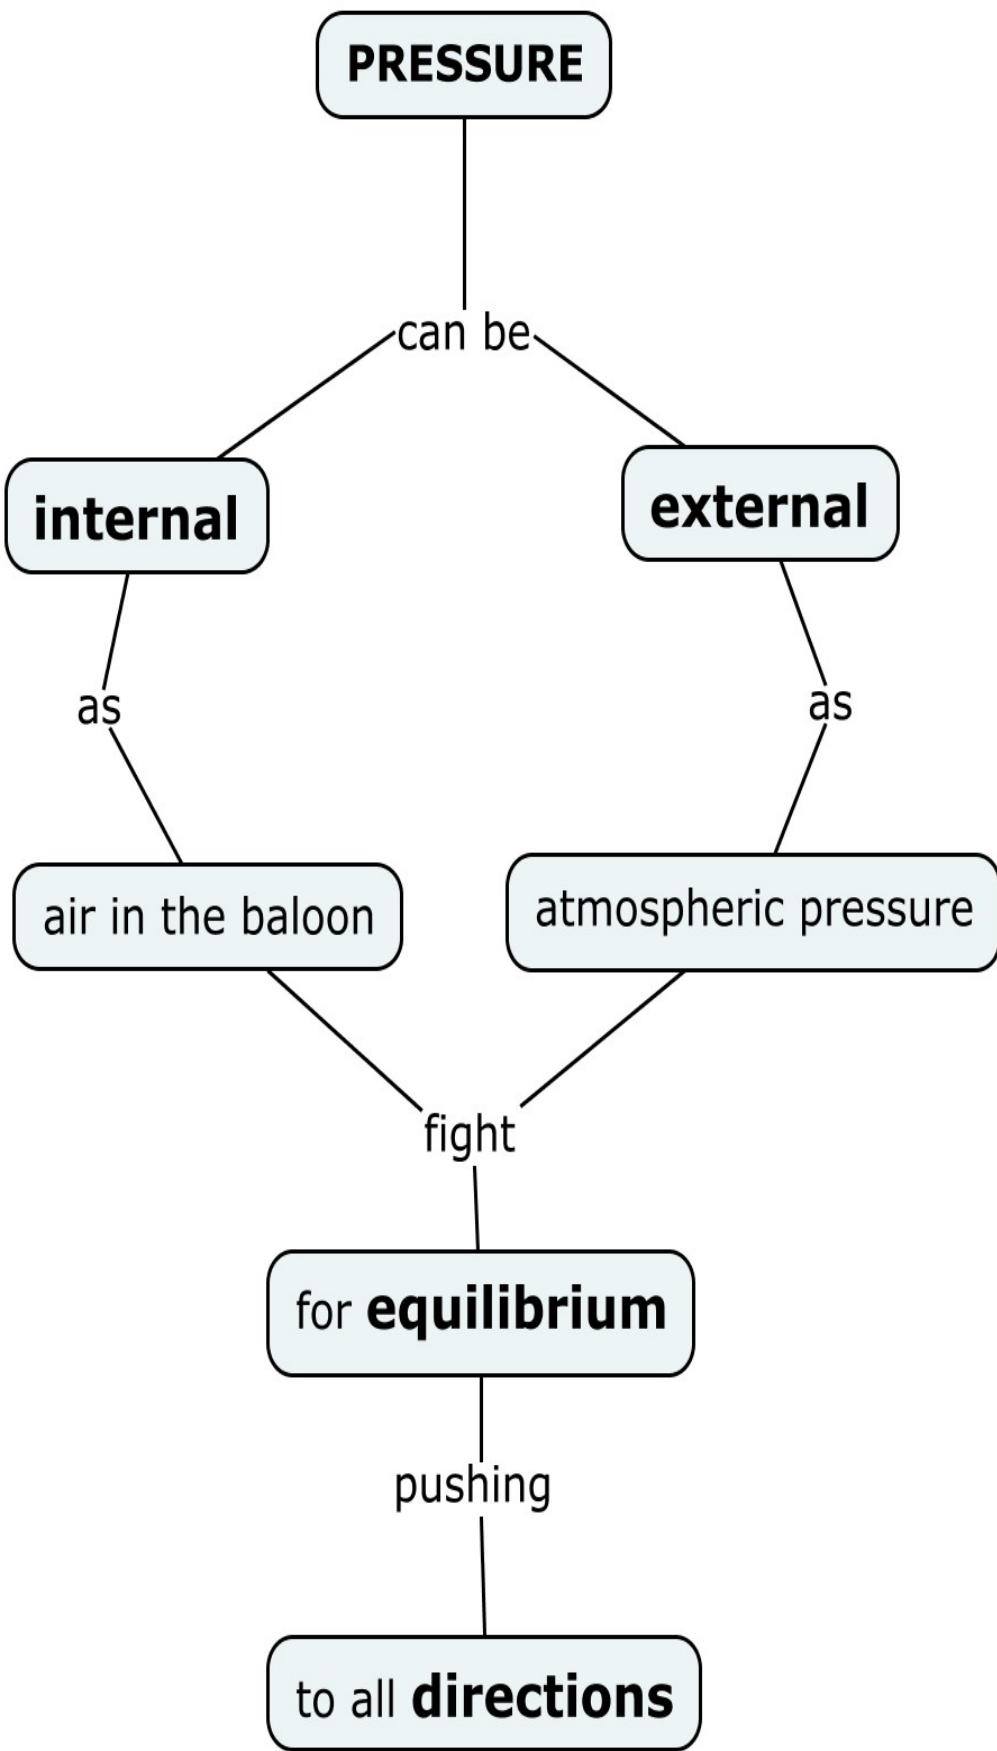 PRESSURE
can be
internal
external
as
as
air in the baloon
atmospheric pressure
fight
for equilibrium
pushing
to all directions